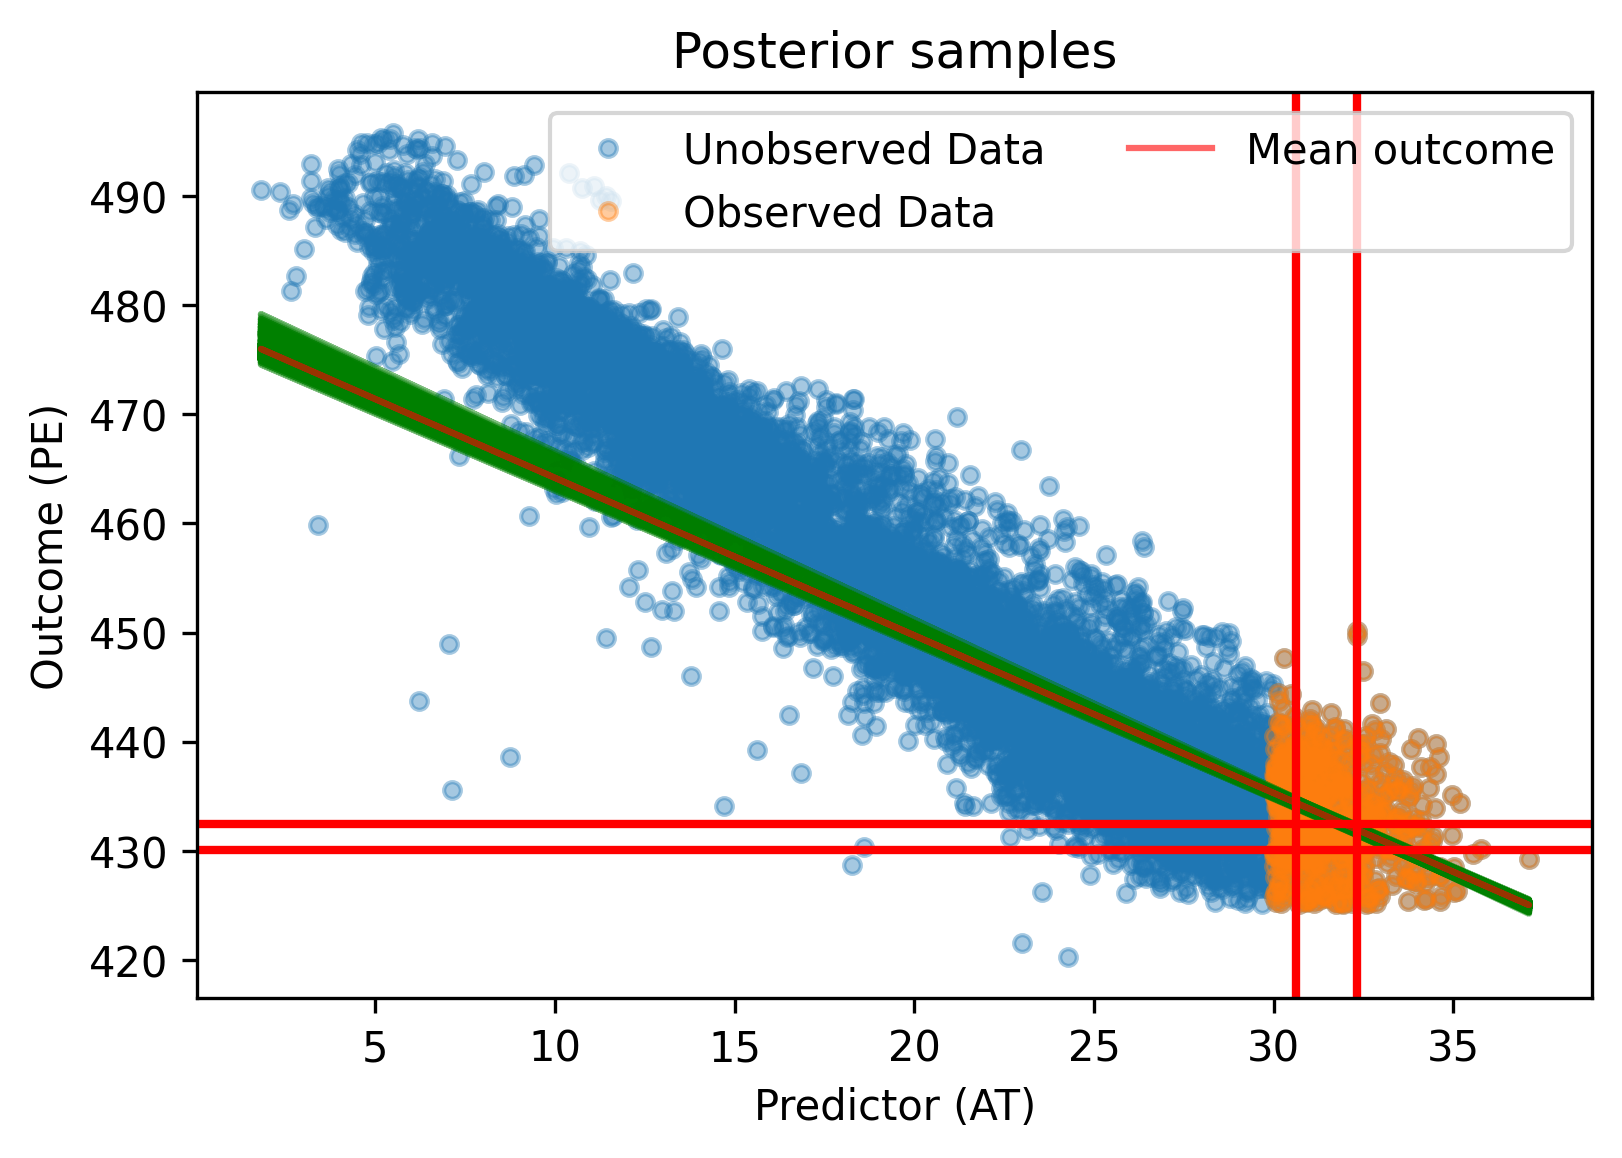 Posterior samples
Unobserved Data
Observed Data
Mean outcome
Outcome (PE)
490
480
470
460
450
440
430
420
5 10 15 20 25 30 35
Predictor (AT)